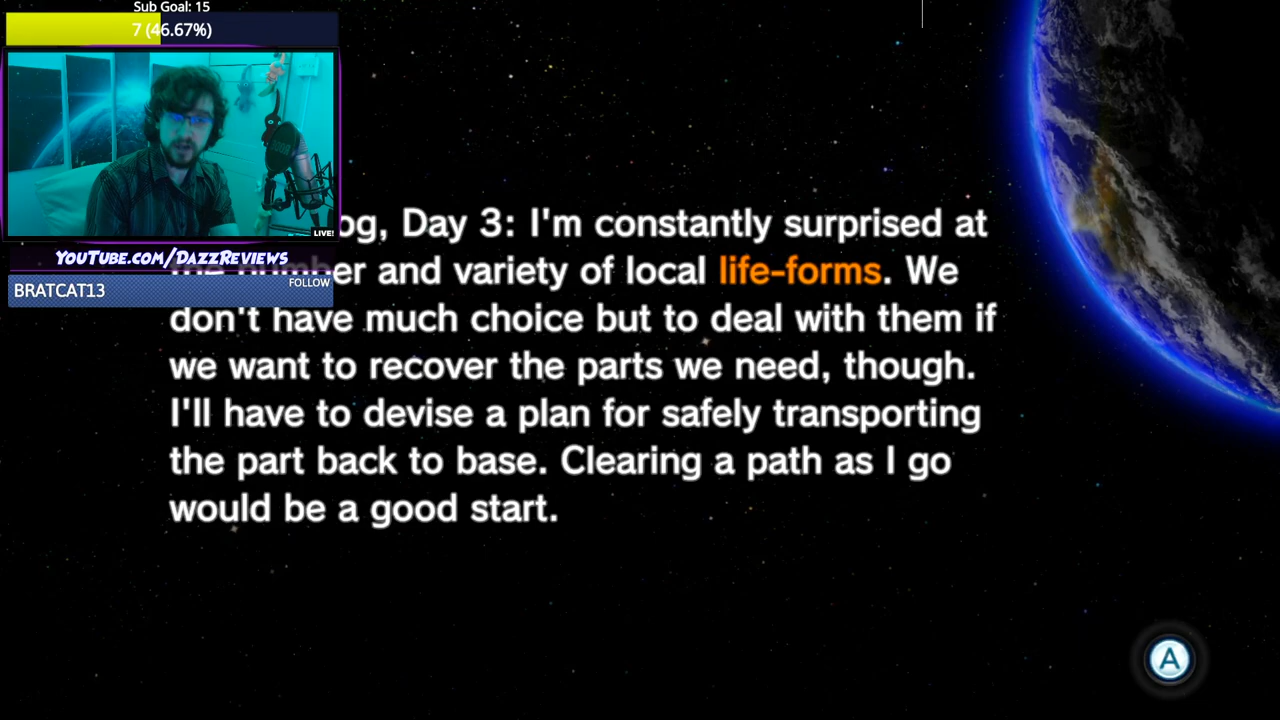 Sub Goal: 15
7 (46.67%)
LIVE!
YouTube.com/DazzReviews
BRATCAT13
FOLLOW
og, Day 3: I'm constantly surprised at
the number and variety of local life-forms. We
don't have much choice but to deal with them if
we want to recover the parts we need, though.
I'll have to devise a plan for safely transporting
the part back to base. Clearing a path as I go
would be a good start.
A